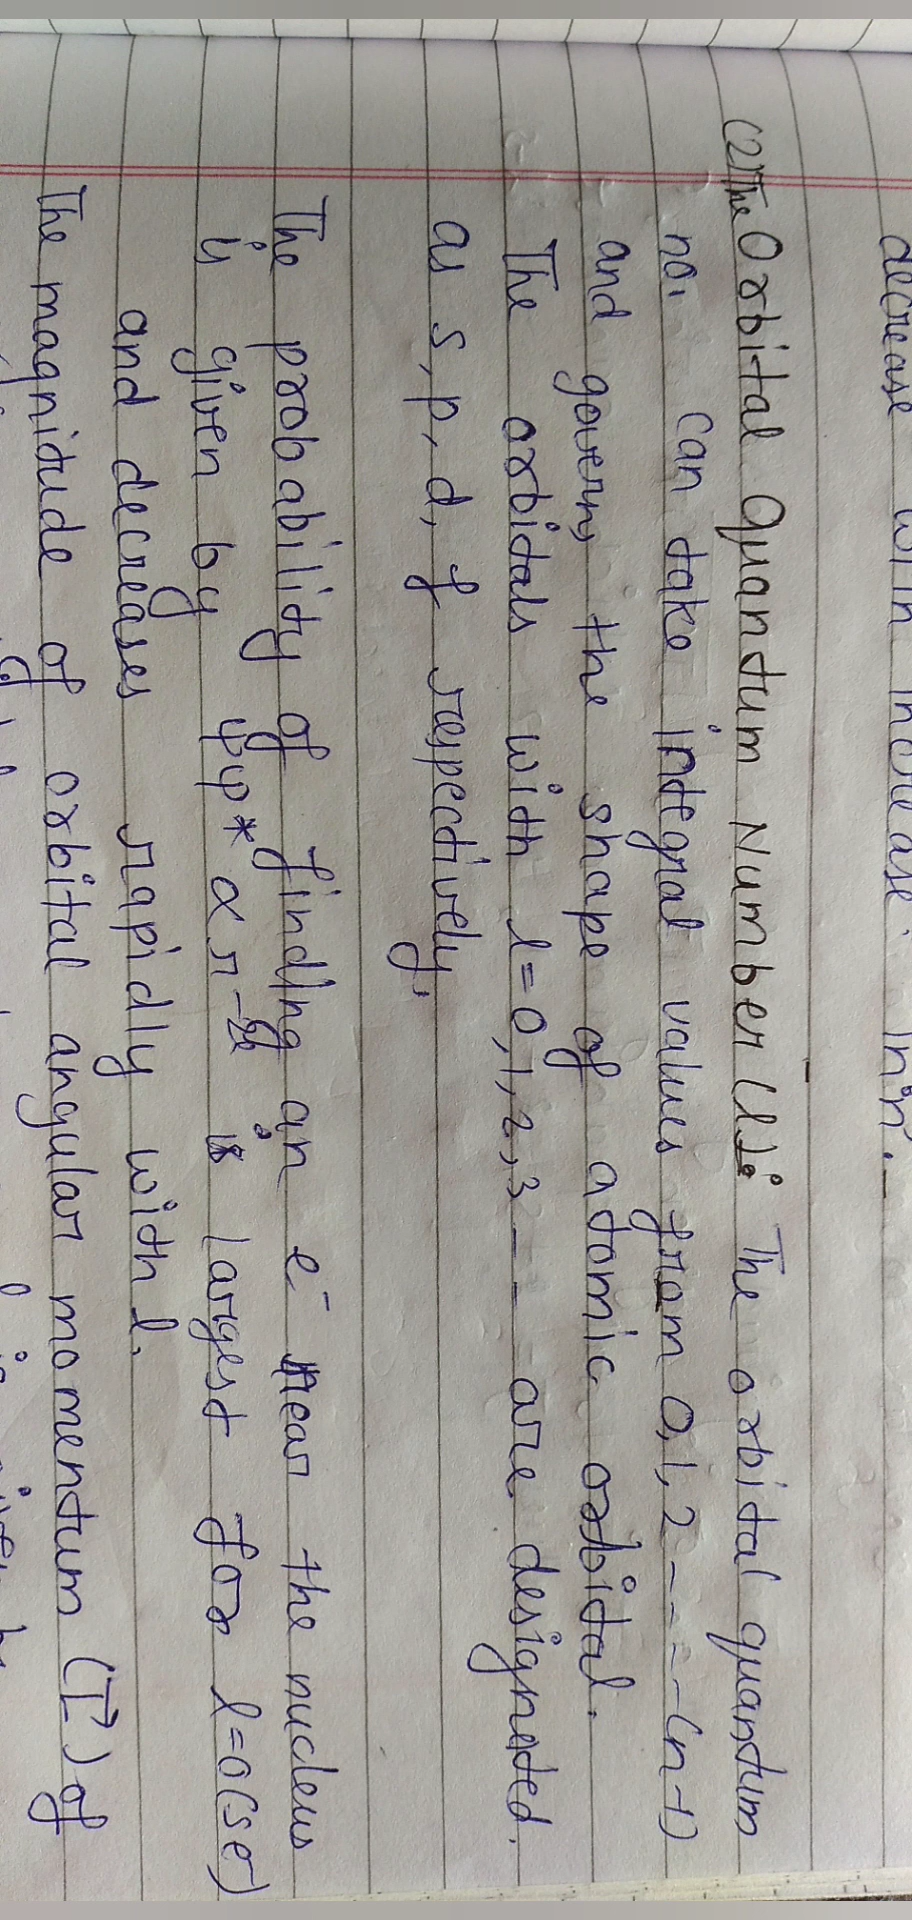 decrease with increase in n'.
(2) The Orbital Quantum Number (l): The orbital quantum
no. can take integral values from 0, 1, 2 ---- (n-1)
and governs the shape of atomic orbital.
The orbitals with l=0, 1, 2, 3 --- are designated
as s, p, d, f respectively.
The probability of finding an e⁻ near the nucleus
is given by ψψ* α r is largest for l=0 (s e⁻)
and decreases rapidly with l.
The magnitude of orbital angular momentum (L⃗) of